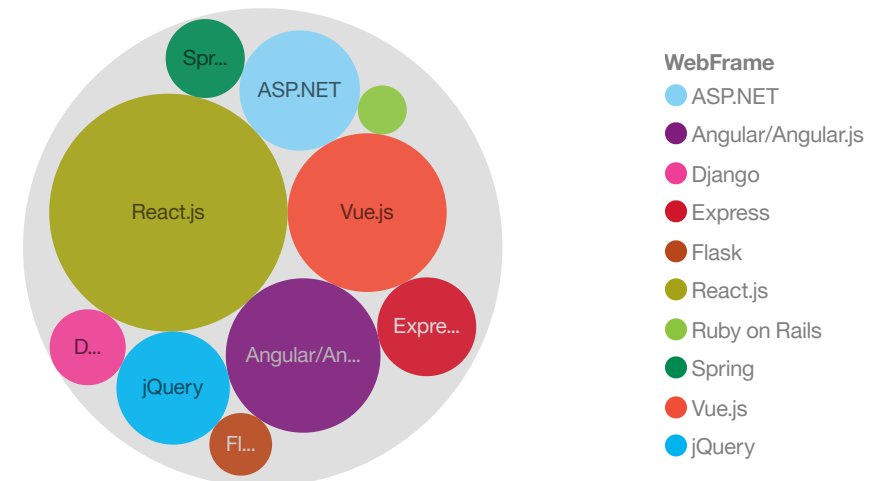 Spr...
ASP.NET
React.js
Vue.js
Expre...
D...
Angular/An...
jQuery
Fl...
WebFrame
ASP.NET
Angular/Angular.js
Django
Express
Flask
React.js
Ruby on Rails
Spring
Vue.js
jQuery